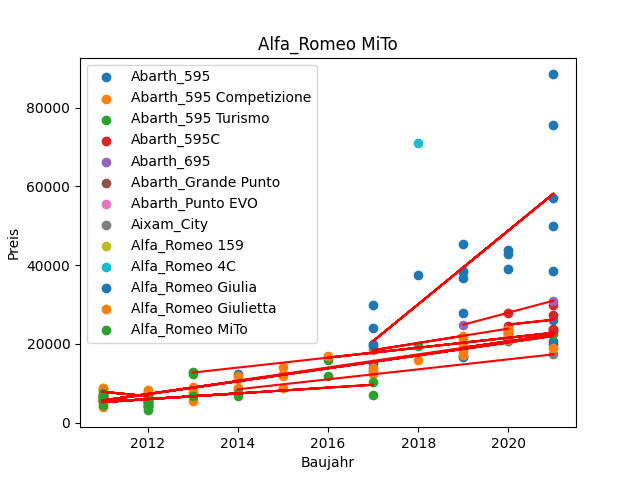 Alfa_Romeo MiTo
Preis
80000
60000
40000
20000
0
Abarth_595
Abarth_595 Competizione
Abarth_595 Turismo
Abarth_595C
Abarth_695
Abarth_Grande Punto
Abarth_Punto EVO
Aixam_City
Alfa_Romeo 159
Alfa_Romeo 4C
Alfa_Romeo Giulia
Alfa_Romeo Giulietta
Alfa_Romeo MiTo
2012
2014
2016
2018
2020
Baujahr